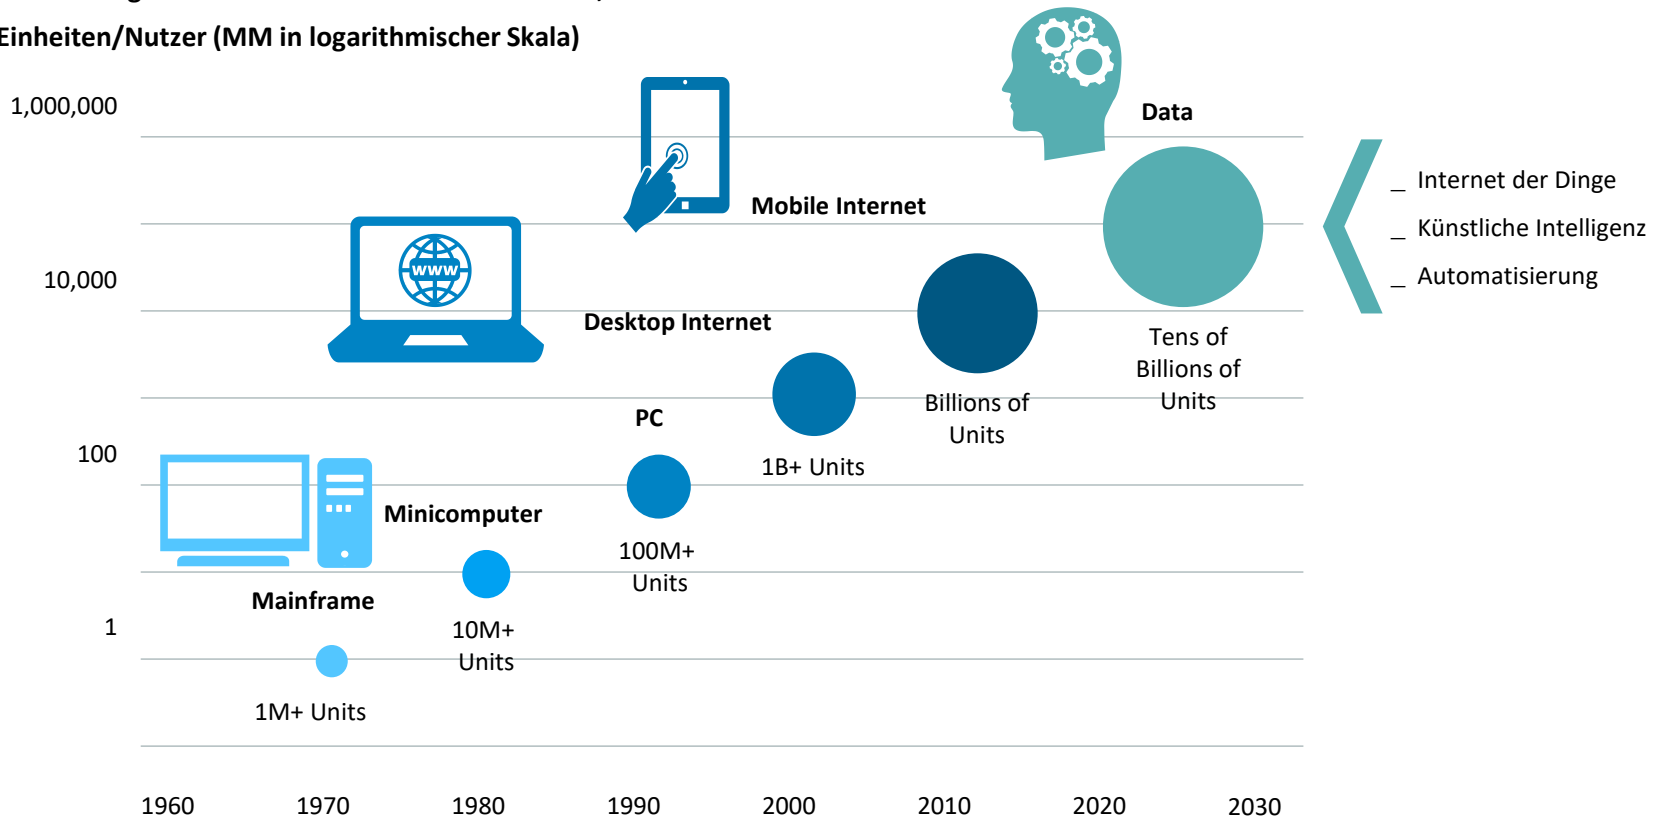 Einheiten/Nutzer (MM in logarithmischer Skala)
1,000,000
Data
Internet der Dinge
Mobile Internet
Künstliche Intelligenz
www
10,000
Automatisierung
Desktop Internet
Tens of
Billions of
Units
Billions of
Units
PC
100
1B+ Units
Minicomputer
100M+
Units
Mainframe
1
10M+
Units
1M+ Units
1960 1970 1980 1990 2000 2010 2020 2030